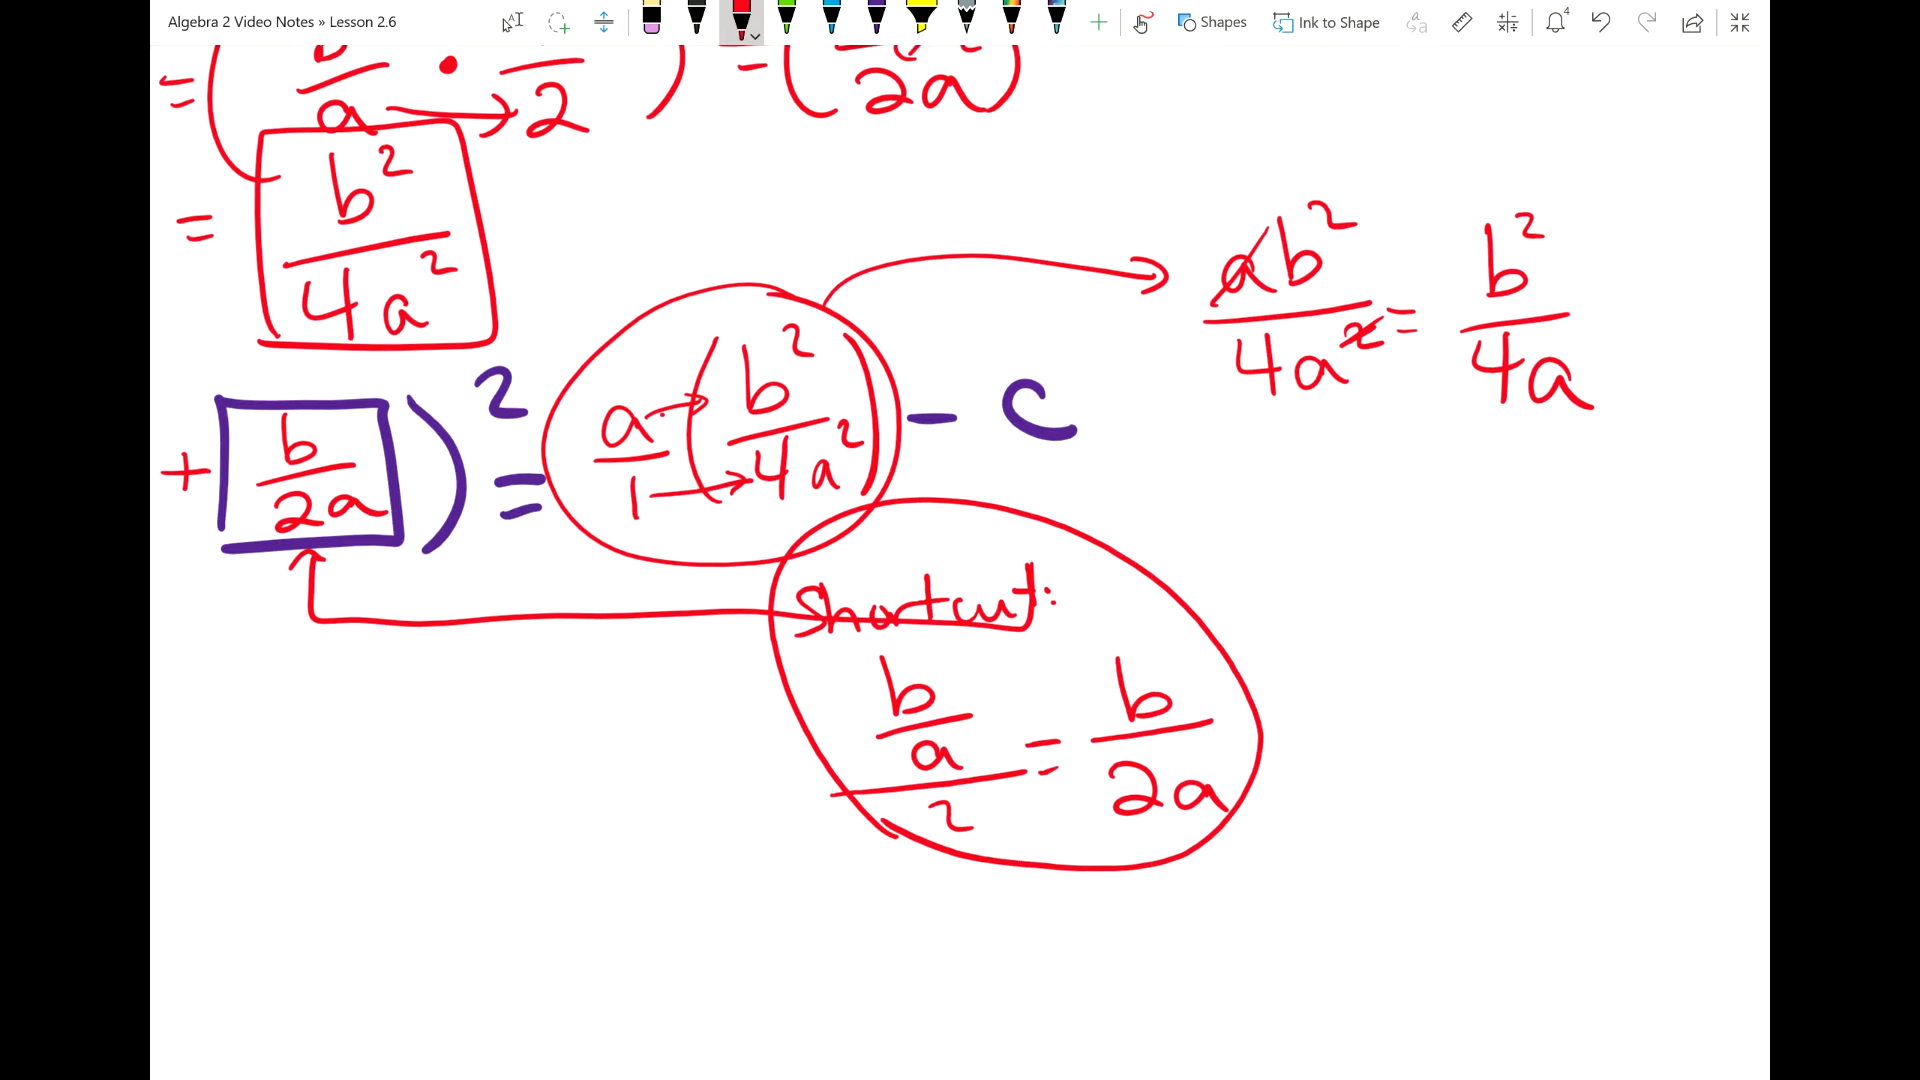 Algebra 2 Video Notes » Lesson 2.6
Shapes
Ink to Shape
4
= ( b/a • /2 ) = ( /2a )
= b²/4a²
ab²/4a² = b²/4a
+ b/2a )² = a/1 ( b²/4a² ) - C
Shortcut:
b/a/2 = b/2a